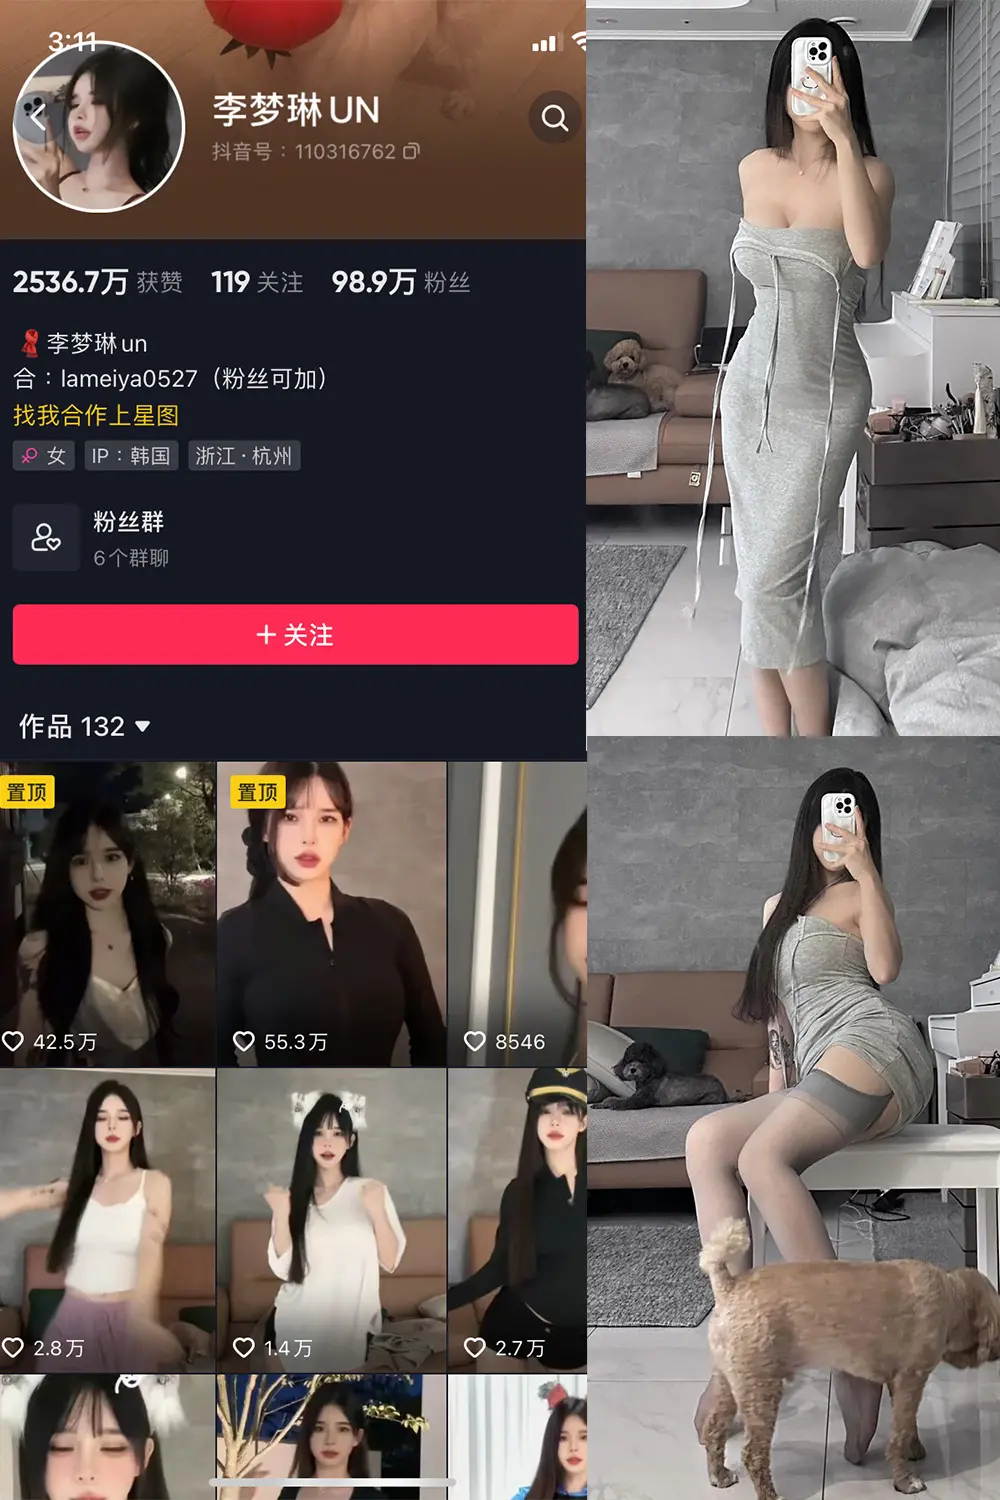 3:11
李梦琳UN
抖音号：110316762
2536.7万 获赞 119 关注 98.9万 粉丝
李梦琳un
合：lameiya0527（粉丝可加）
找我合作上星图
女 IP：韩国 浙江·杭州
粉丝群
6个群聊
+ 关注
作品 132
置顶 置顶
42.5万 55.3万 8546
2.8万 1.4万 2.7万